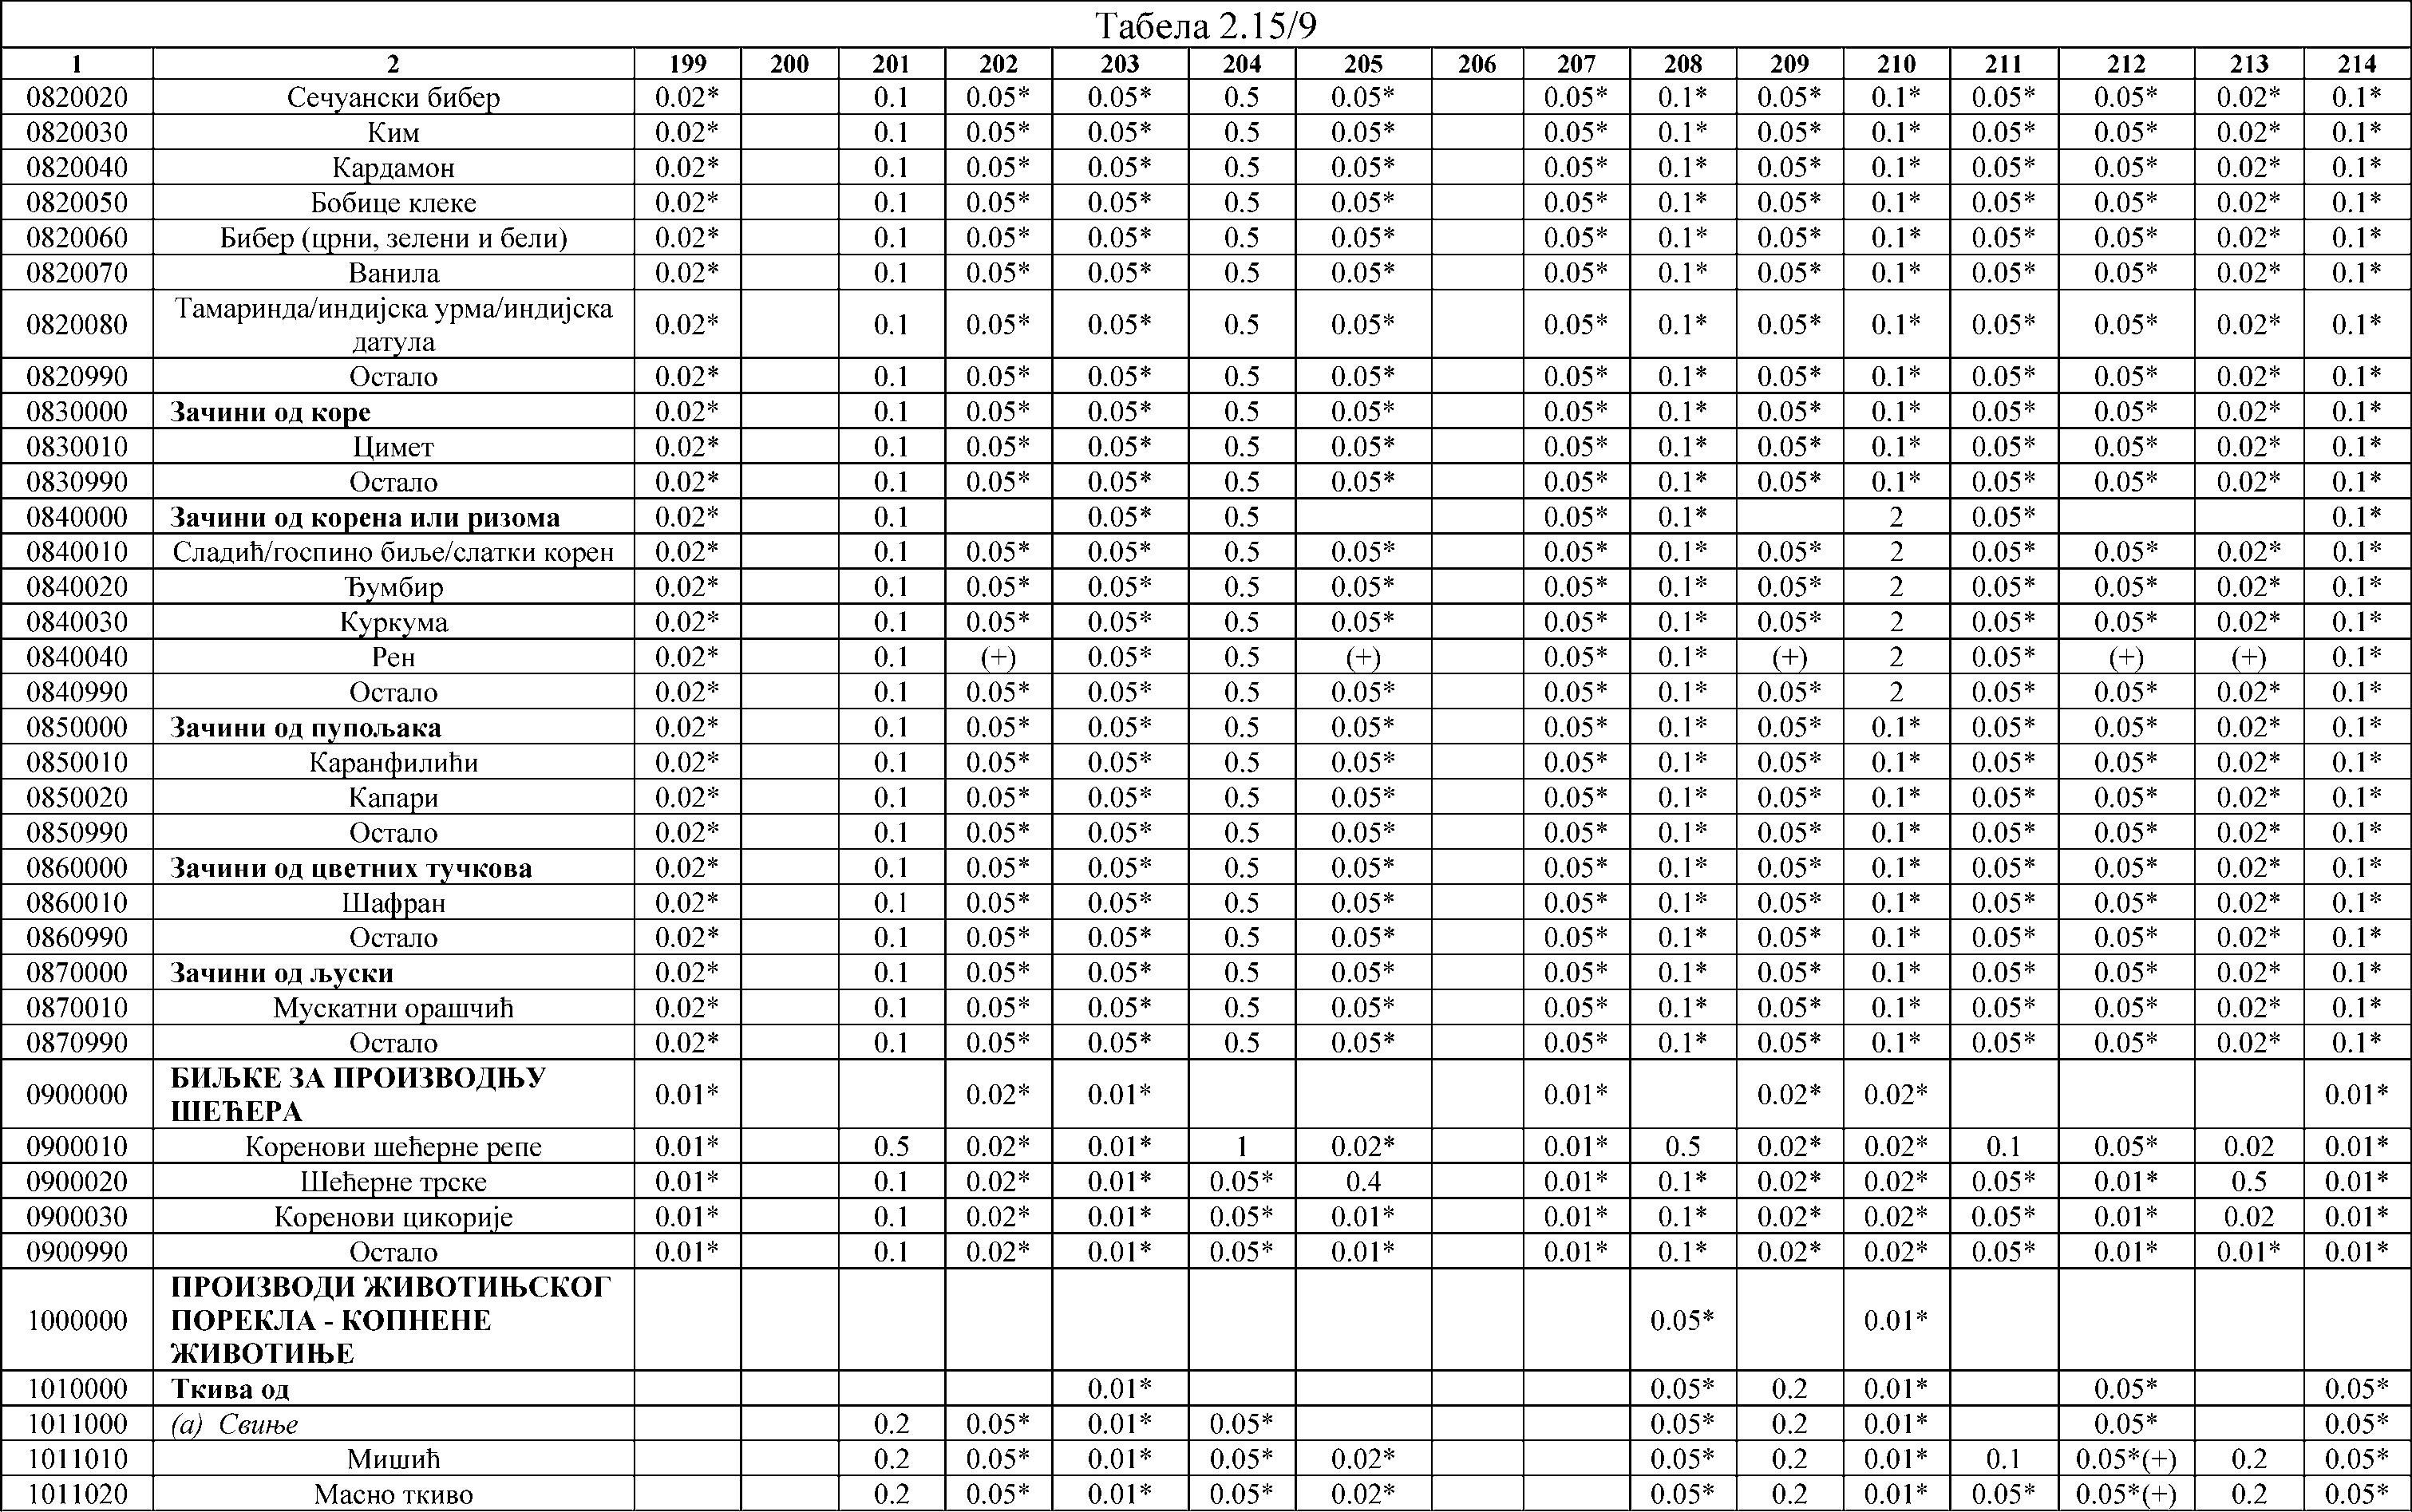 Табела 2.15/9
1 2 199 200 201 202 203 204 205 206 207 208 209 210 211 212 213 214
0820020 Сечуански бибер 0.02* 0.1 0.05* 0.05* 0.5 0.05* 0.05* 0.1* 0.05* 0.1* 0.05* 0.05* 0.02* 0.1*
0820030 Ким 0.02* 0.1 0.05* 0.05* 0.5 0.05* 0.05* 0.1* 0.05* 0.1* 0.05* 0.05* 0.02* 0.1*
0820040 Кардамон 0.02* 0.1 0.05* 0.05* 0.5 0.05* 0.05* 0.1* 0.05* 0.1* 0.05* 0.05* 0.02* 0.1*
0820050 Бобице клеке 0.02* 0.1 0.05* 0.05* 0.5 0.05* 0.05* 0.1* 0.05* 0.1* 0.05* 0.05* 0.02* 0.1*
0820060 Бибер (црни, зелени и бели) 0.02* 0.1 0.05* 0.05* 0.5 0.05* 0.05* 0.1* 0.05* 0.1* 0.05* 0.05* 0.02* 0.1*
0820070 Ванила 0.02* 0.1 0.05* 0.05* 0.5 0.05* 0.05* 0.1* 0.05* 0.1* 0.05* 0.05* 0.02* 0.1*
0820080 Тамаринда/индијска урма/индијска
датула 0.02* 0.1 0.05* 0.05* 0.5 0.05* 0.05* 0.1* 0.05* 0.1* 0.05* 0.05* 0.02* 0.1*
0820990 Остало 0.02* 0.1 0.05* 0.05* 0.5 0.05* 0.05* 0.1* 0.05* 0.1* 0.05* 0.05* 0.02* 0.1*
0830000 Зачини од коре 0.02* 0.1 0.05* 0.05* 0.5 0.05* 0.05* 0.1* 0.05* 0.1* 0.05* 0.05* 0.02* 0.1*
0830010 Цимет 0.02* 0.1 0.05* 0.05* 0.5 0.05* 0.05* 0.1* 0.05* 0.1* 0.05* 0.05* 0.02* 0.1*
0830990 Остало 0.02* 0.1 0.05* 0.05* 0.5 0.05* 0.05* 0.1* 0.05* 0.1* 0.05* 0.05* 0.02* 0.1*
0840000 Зачини од корена или ризома 0.02* 0.1 0.05* 0.5 0.05* 0.1* 2 0.05* 0.1*
0840010 Сладић/госпино биље/слатки корен 0.02* 0.1 0.05* 0.05* 0.5 0.05* 0.05* 0.1* 0.05* 2 0.05* 0.05* 0.02* 0.1*
0840020 Ђумбир 0.02* 0.1 0.05* 0.05* 0.5 0.05* 0.05* 0.1* 0.05* 2 0.05* 0.05* 0.02* 0.1*
0840030 Куркума 0.02* 0.1 0.05* 0.05* 0.5 0.05* 0.05* 0.1* 0.05* 2 0.05* 0.05* 0.02* 0.1*
0840040 Рен 0.02* 0.1 (+) 0.05* 0.5 (+) 0.05* 0.1* (+) 2 0.05* (+) (+) 0.1*
0840990 Остало 0.02* 0.1 0.05* 0.05* 0.5 0.05* 0.05* 0.1* 0.05* 2 0.05* 0.05* 0.02* 0.1*
0850000 Зачини од пупољака 0.02* 0.1 0.05* 0.05* 0.5 0.05* 0.05* 0.1* 0.05* 0.1* 0.05* 0.05* 0.02* 0.1*
0850010 Каранфилићи 0.02* 0.1 0.05* 0.05* 0.5 0.05* 0.05* 0.1* 0.05* 0.1* 0.05* 0.05* 0.02* 0.1*
0850020 Капари 0.02* 0.1 0.05* 0.05* 0.5 0.05* 0.05* 0.1* 0.05* 0.1* 0.05* 0.05* 0.02* 0.1*
0850990 Остало 0.02* 0.1 0.05* 0.05* 0.5 0.05* 0.05* 0.1* 0.05* 0.1* 0.05* 0.05* 0.02* 0.1*
0860000 Зачини од цветних тучкова 0.02* 0.1 0.05* 0.05* 0.5 0.05* 0.05* 0.1* 0.05* 0.1* 0.05* 0.05* 0.02* 0.1*
0860010 Шафран 0.02* 0.1 0.05* 0.05* 0.5 0.05* 0.05* 0.1* 0.05* 0.1* 0.05* 0.05* 0.02* 0.1*
0860990 Остало 0.02* 0.1 0.05* 0.05* 0.5 0.05* 0.05* 0.1* 0.05* 0.1* 0.05* 0.05* 0.02* 0.1*
0870000 Зачини од љуски 0.02* 0.1 0.05* 0.05* 0.5 0.05* 0.05* 0.1* 0.05* 0.1* 0.05* 0.05* 0.02* 0.1*
0870010 Мускатни орашчић 0.02* 0.1 0.05* 0.05* 0.5 0.05* 0.05* 0.1* 0.05* 0.1* 0.05* 0.05* 0.02* 0.1*
0870990 Остало 0.02* 0.1 0.05* 0.05* 0.5 0.05* 0.05* 0.1* 0.05* 0.1* 0.05* 0.05* 0.02* 0.1*
0900000 БИЉКЕ ЗА ПРОИЗВОДЊУ
ШЕЋЕРА 0.01* 0.02* 0.01* 0.01* 0.02* 0.02* 0.01*
0900010 Коренови шећерне репе 0.01* 0.5 0.02* 0.01* 1 0.02* 0.01* 0.5 0.02* 0.02* 0.1 0.05* 0.02 0.01*
0900020 Шећерне трске 0.01* 0.1 0.02* 0.01* 0.05* 0.4 0.01* 0.1* 0.02* 0.02* 0.05* 0.01* 0.5 0.01*
0900030 Коренови цикорије 0.01* 0.1 0.02* 0.01* 0.05* 0.01* 0.01* 0.1* 0.02* 0.02* 0.05* 0.01* 0.02 0.01*
0900990 Остало 0.01* 0.1 0.02* 0.01* 0.05* 0.01* 0.01* 0.1* 0.02* 0.02* 0.05* 0.01* 0.01* 0.01*
1000000 ПРОИЗВОДИ ЖИВОТИЊСКОГ
ПОРЕКЛА - КОПНЕНЕ
ЖИВОТИЊЕ 0.05* 0.01*
1010000 Ткива од 0.01* 0.05* 0.2 0.01* 0.05* 0.05*
1011000 (а) Свиње 0.2 0.05* 0.01* 0.05* 0.05* 0.2 0.01* 0.05* 0.05*
1011010 Мишић 0.2 0.05* 0.01* 0.05* 0.02* 0.05* 0.2 0.01* 0.1 0.05*(+) 0.2 0.05*
1011020 Масно ткиво 0.2 0.05* 0.01* 0.05* 0.02* 0.05* 0.2 0.01* 0.05* 0.05*(+) 0.2 0.05*